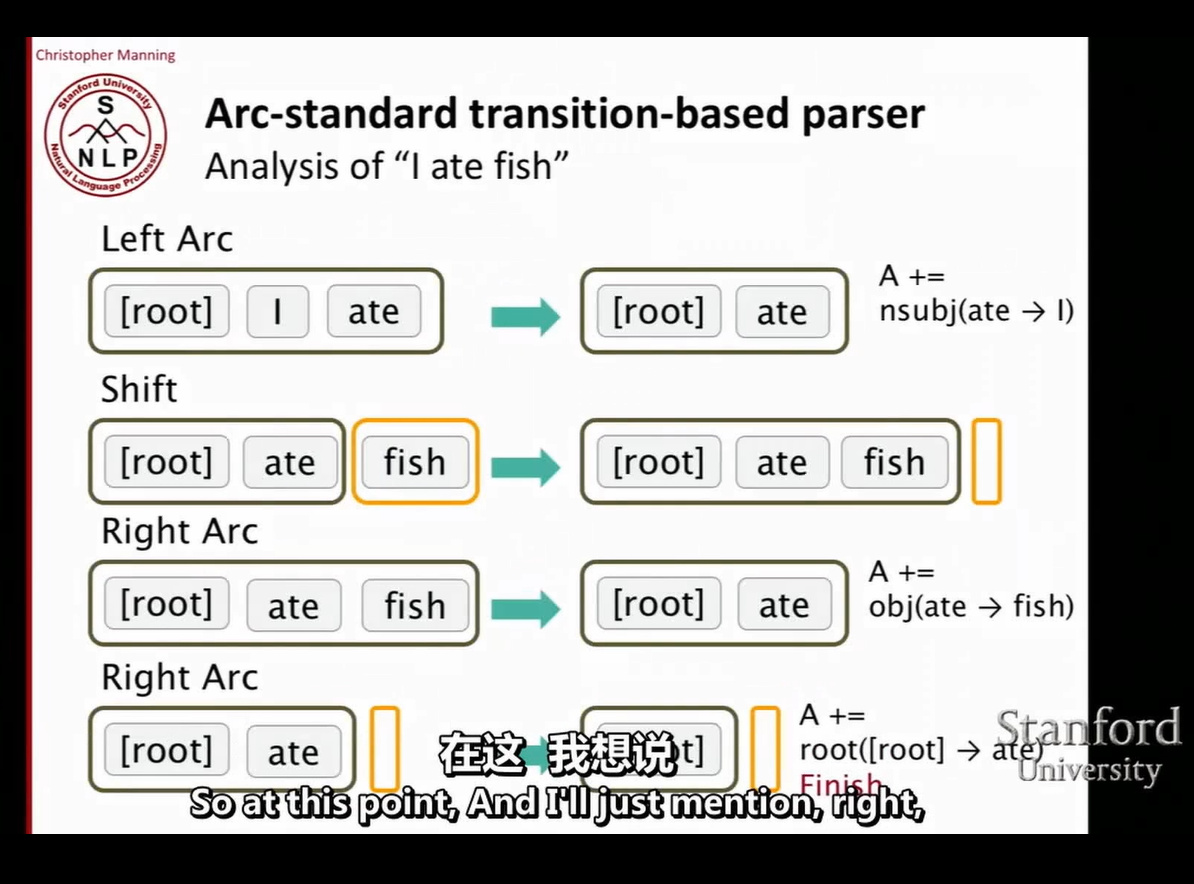 Christopher Manning
Stanford University
S
NLP
Natural Language Processing
Arc-standard transition-based parser
Analysis of “I ate fish”
Left Arc
[root] I ate [root] ate
A +=
nsubj(ate → I)
Shift
[root] ate fish [root] ate fish
Right Arc
[root] ate fish [root] ate
A +=
obj(ate → fish)
Right Arc
[root] ate
A +=
root([root] → ate)
Finish
在这 我想说
So at this point, And I'll just mention, right,
Stanford
University